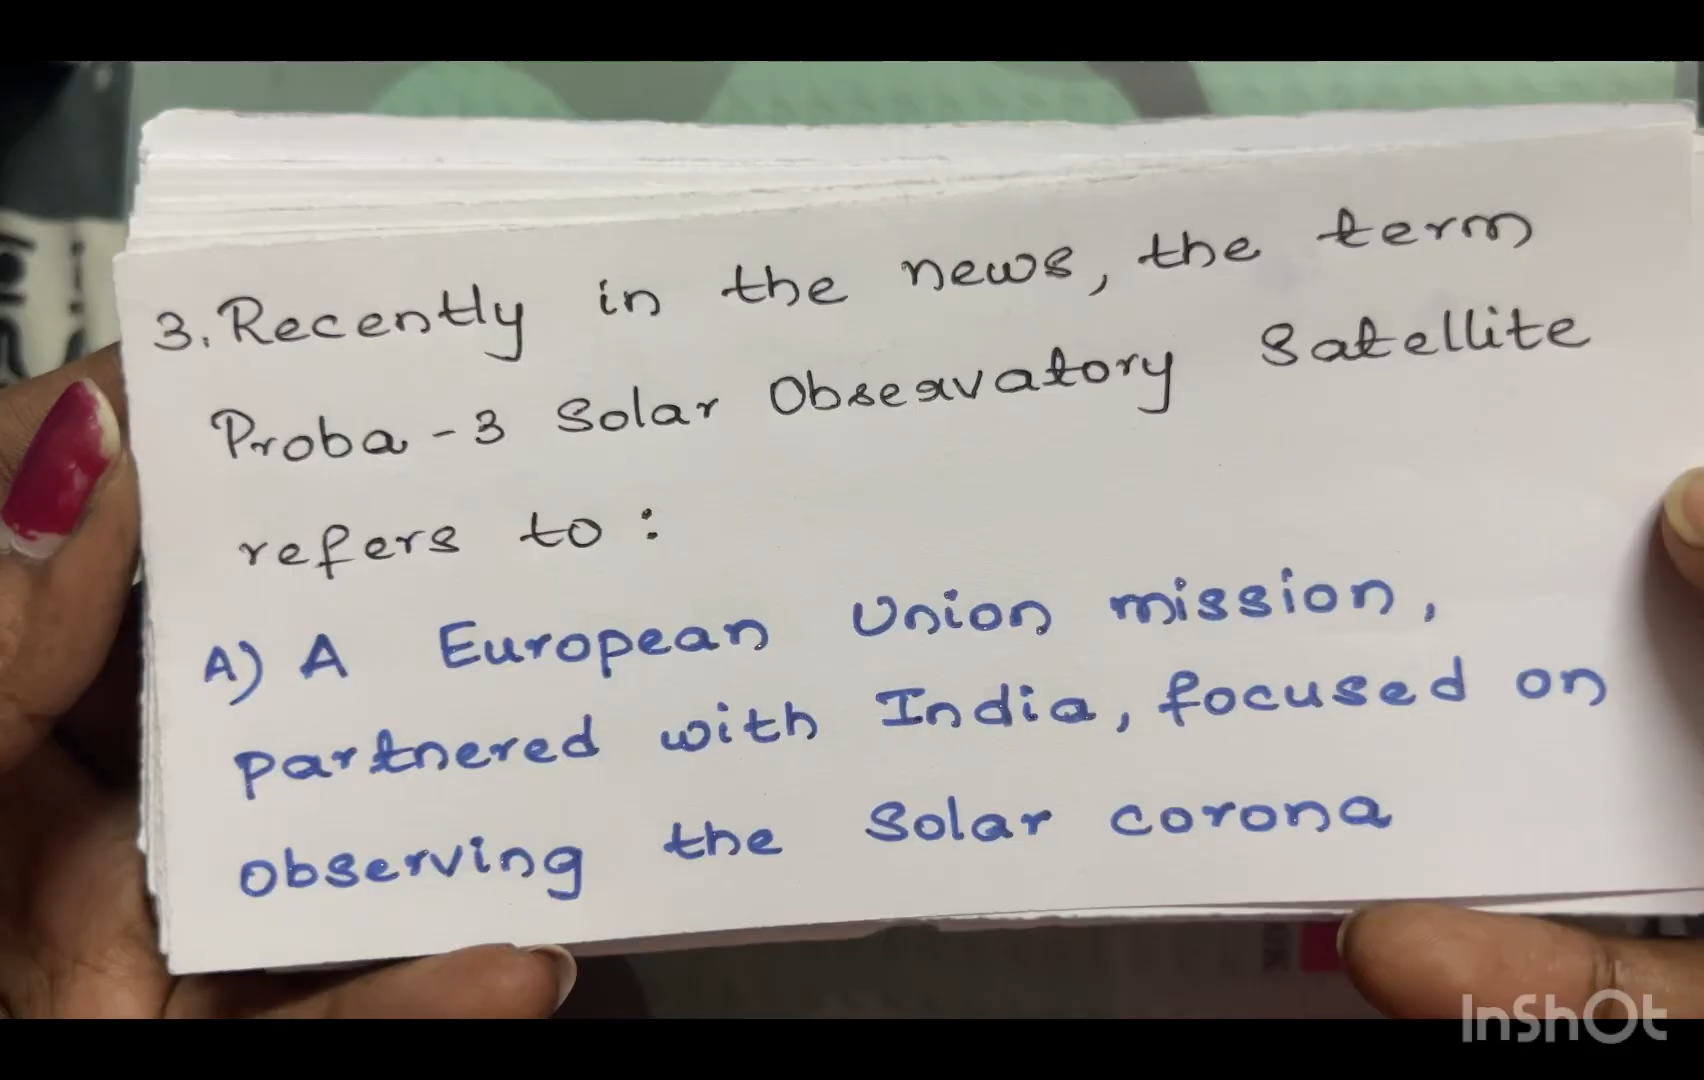 3. Recently in the news, the term
Proba-3 Solar Observatory Satellite
refers to:
A) A European Union mission,
partnered with India, focused on
observing the Solar corona
InShOt